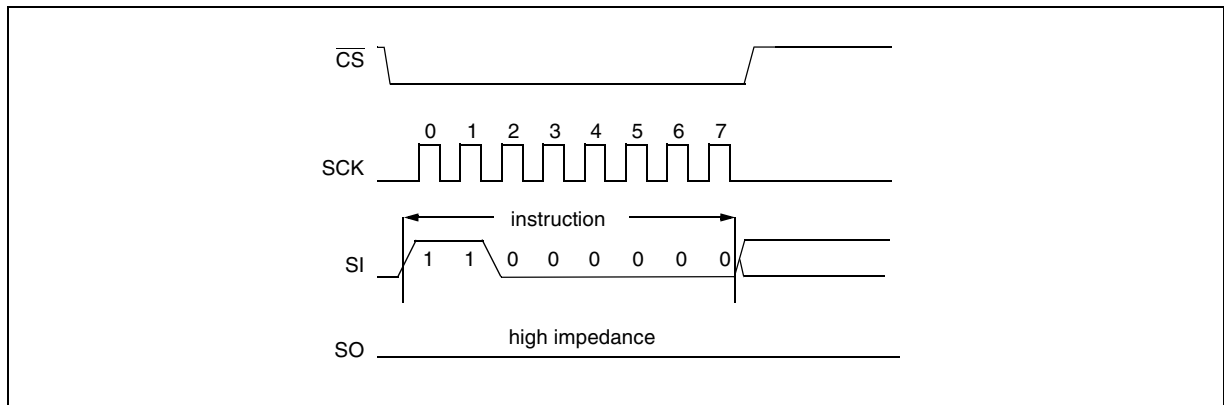 CS
0 1 2 3 4 5 6 7
SCK
instruction
SI 1 1 0 0 0 0 0 0
high impedance
SO